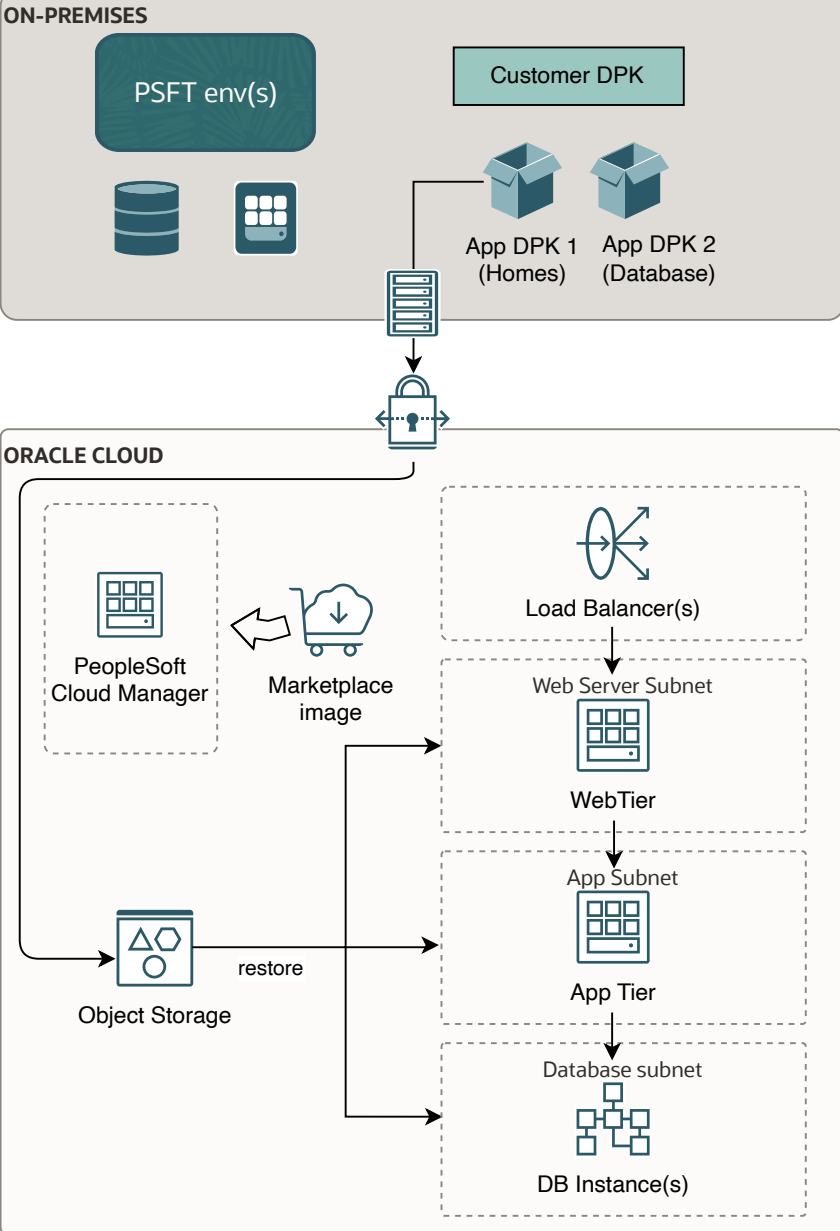 ON-PREMISES
PSFT env(s)
Customer DPK
App DPK 1
(Homes)
App DPK 2
(Database)
ORACLE CLOUD
PeopleSoft
Cloud Manager
Marketplace
image
Load Balancer(s)
Web Server Subnet
WebTier
App Subnet
App Tier
Object Storage
restore
Database subnet
DB Instance(s)